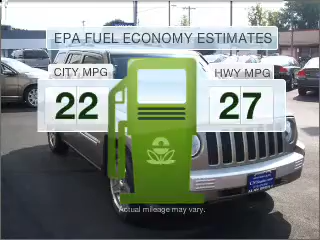 EPA FUEL ECONOMY ESTIMATES
CITY MPG
HWY MPG
22
27
Actual mileage may vary.